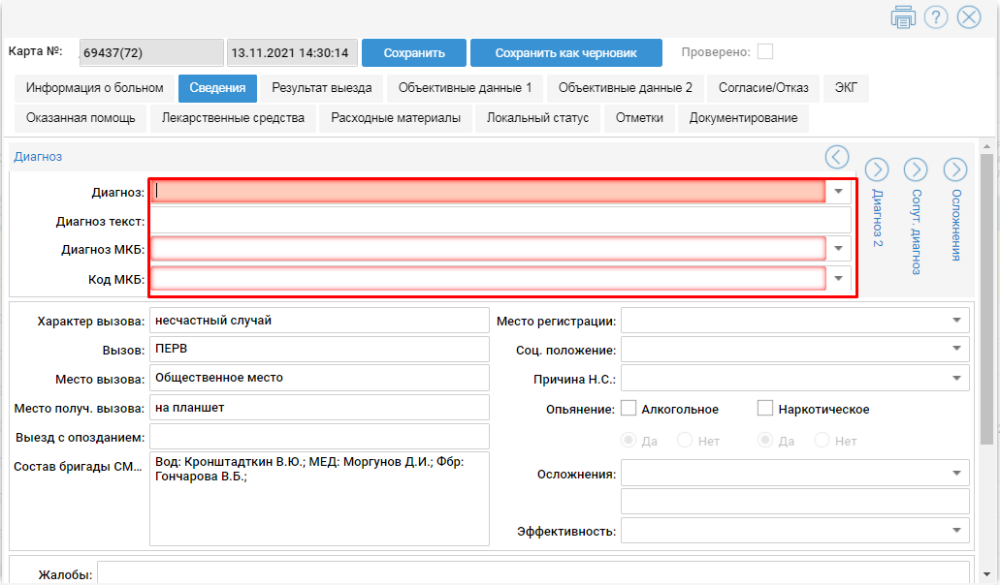 ?
Карта №: 69437(72) 13.11.2021 14:30:14 Сохранить Сохранить как черновик Проверено:
Информация о больном Сведения Результат выезда Объективные данные 1 Объективные данные 2 Согласие/Отказ ЭКГ
Оказанная помощь Лекарственные средства Расходные материалы Локальный статус Отметки Документирование
Диагноз
Диагноз:
Диагноз текст:
Диагноз МКБ:
Код МКБ:
Диагноз 2
Сопут. диагноз
Осложнения
Характер вызова: несчастный случай
Вызов: ПЕРВ
Место вызова: Общественное место
Место получ. вызова: на планшет
Выезд с опозданием:
Состав бригады СМ... Вод: Кронштадткин В.Ю.; МЕД: Моргунов Д.И.; Фбр:
Гончарова В.Б.;
Место регистрации:
Соц. положение:
Причина Н.С.:
Опьянение: Алкогольное Наркотическое
Да Нет Да Нет
Осложнения:
Эффективность:
Жалобы: